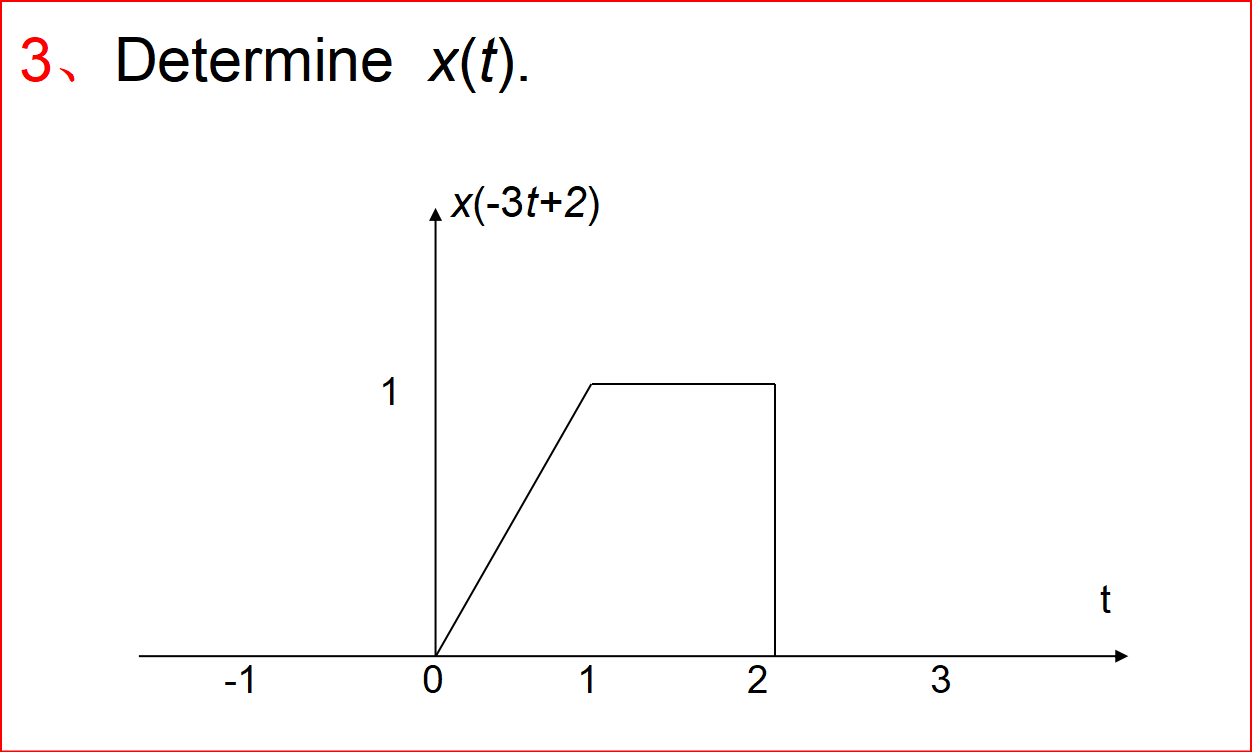 3、Determine x(t).
x(-3t+2)
1
t
-1 0 1 2 3